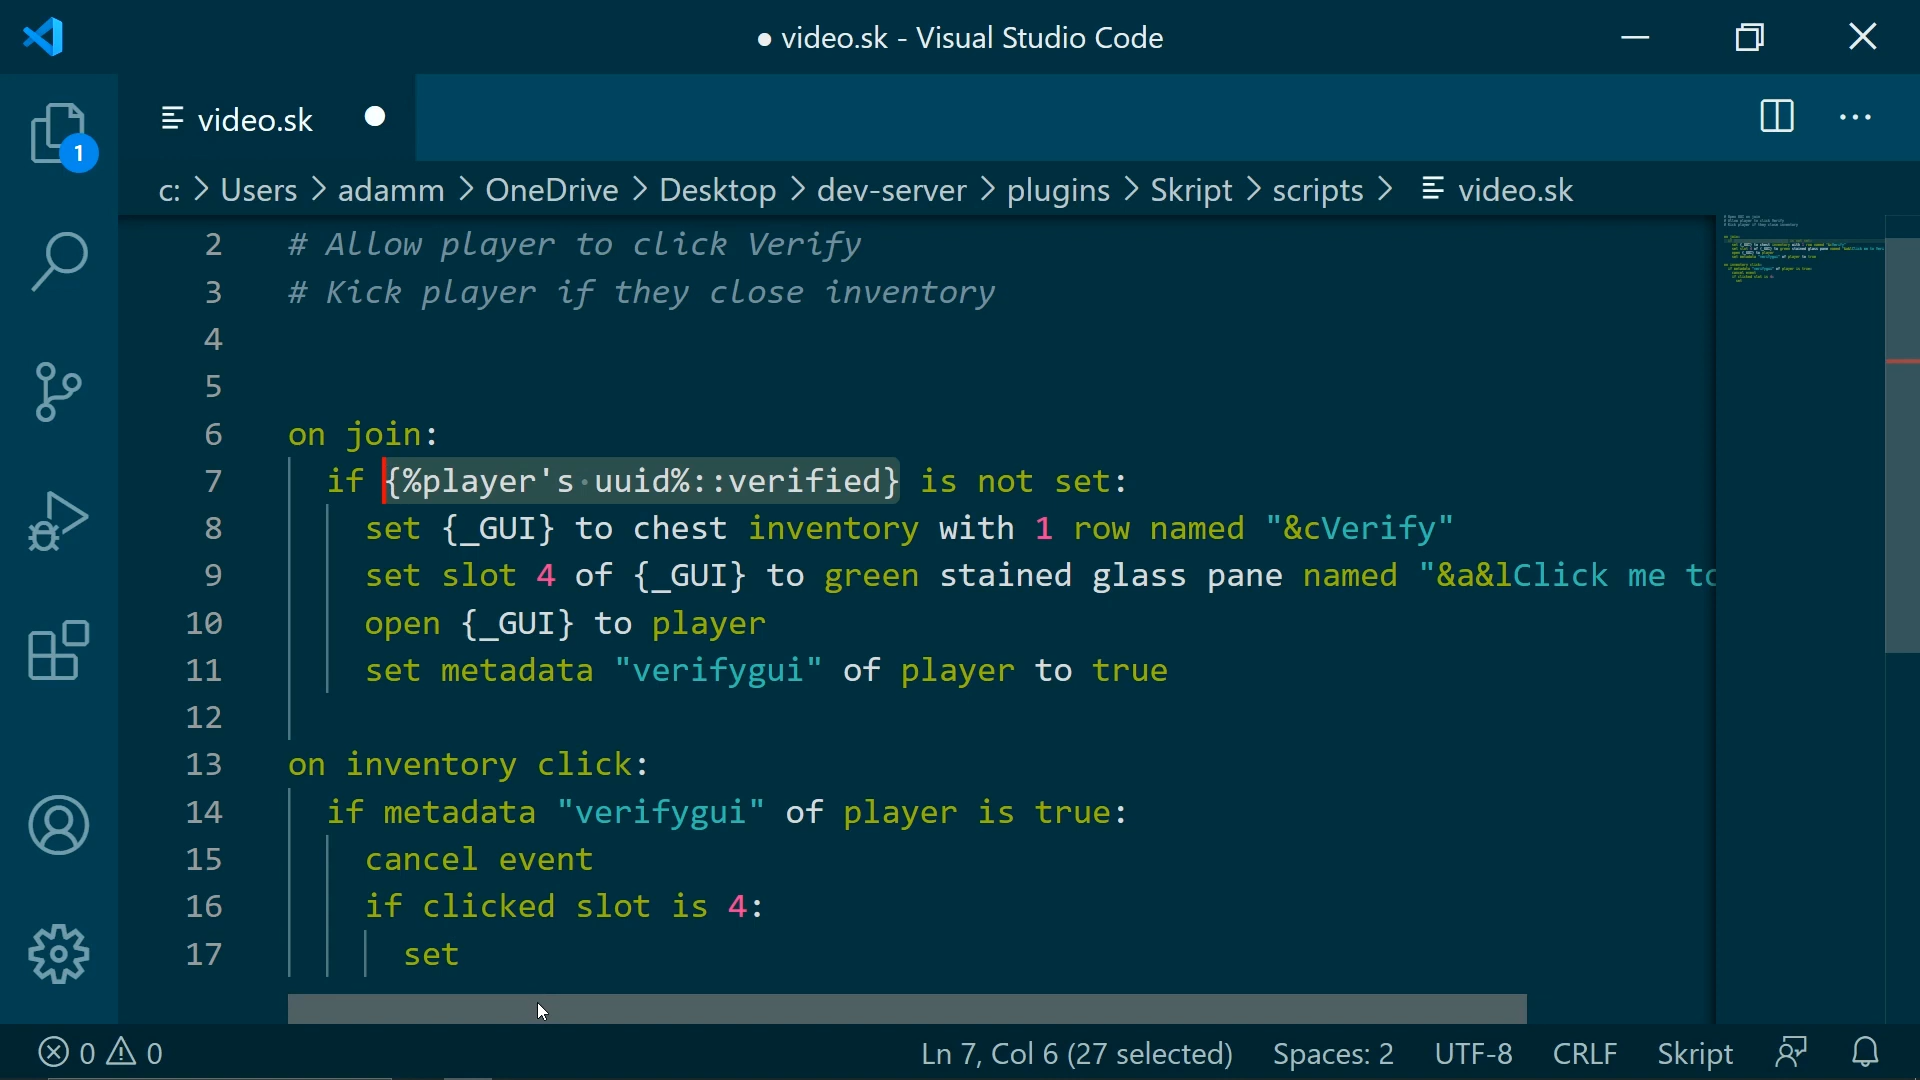 ● video.sk - Visual Studio Code
video.sk
1
c: > Users > adamm > OneDrive > Desktop > dev-server > plugins > Skript > scripts > video.sk
2 # Allow player to click Verify
3 # Kick player if they close inventory
4
5
6 on join:
7 if {%player's·uuid%::verified} is not set:
8 set {_GUI} to chest inventory with 1 row named "&cVerify"
9 set slot 4 of {_GUI} to green stained glass pane named "&a&lClick me to
10 open {_GUI} to player
11 set metadata "verifygui" of player to true
12
13 on inventory click:
14 if metadata "verifygui" of player is true:
15 cancel event
16 if clicked slot is 4:
17 set
0 0 Ln 7, Col 6 (27 selected) Spaces: 2 UTF-8 CRLF Skript